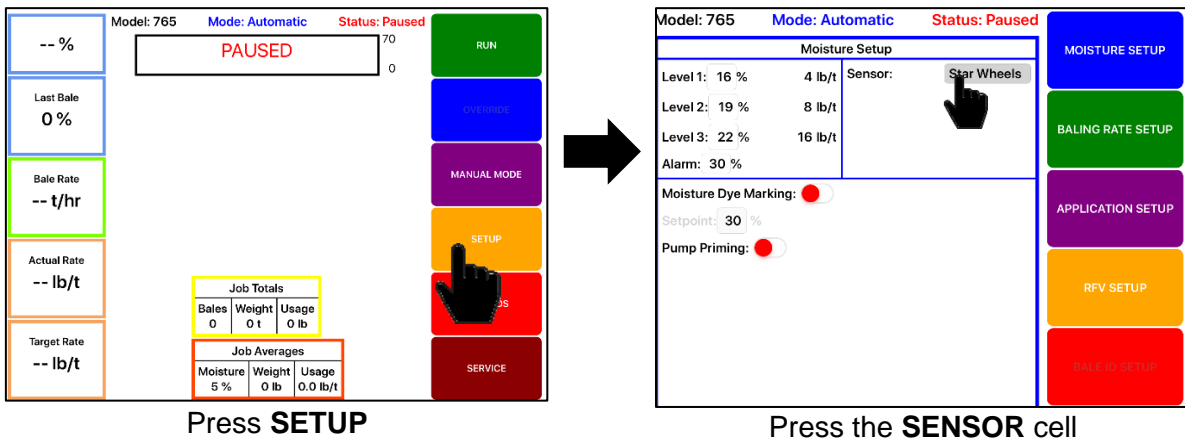 Model: 765 Mode: Automatic Status: Paused
-- %
PAUSED
70
0
RUN
Last Bale
0 %
OVERRIDE
Bale Rate
-- t/hr
MANUAL MODE
SETUP
Actual Rate
-- lb/t
Job Totals
Bales Weight Usage
0 0 t 0 lb
Target Rate
-- lb/t
Job Averages
Moisture Weight Usage
5 % 0 lb 0.0 lb/t
SERVICE
Press SETUP
Model: 765 Mode: Automatic Status: Paused
Moisture Setup
Level 1: 16 % 4 lb/t
Level 2: 19 % 8 lb/t
Level 3: 22 % 16 lb/t
Alarm: 30 %
Sensor: Star Wheels
Moisture Dye Marking:
Setpoint: 30 %
Pump Priming:
MOISTURE SETUP
BALING RATE SETUP
APPLICATION SETUP
RFV SETUP
BALE ID SETUP
Press the SENSOR cell